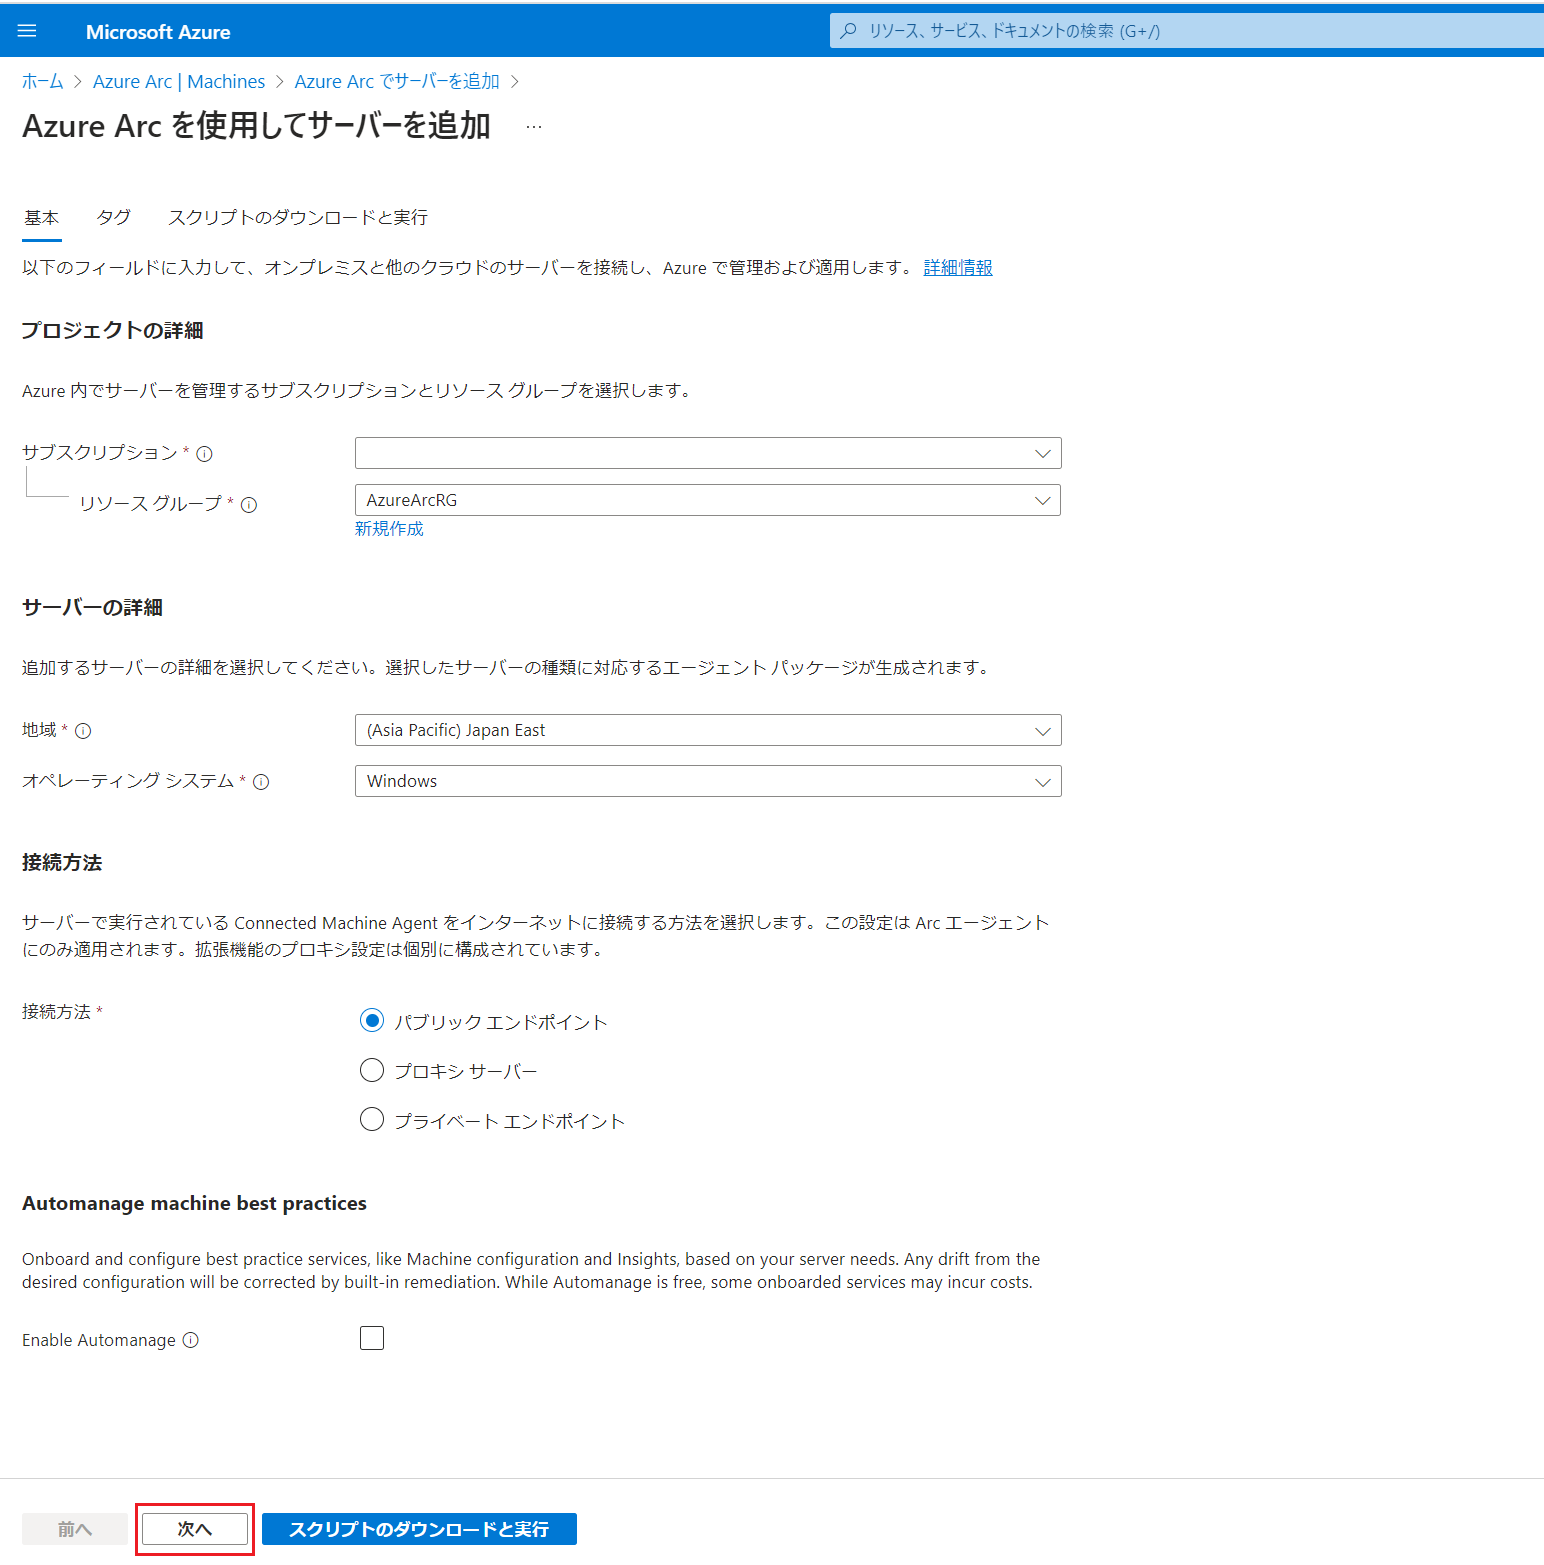 Microsoft Azure
リソース、サービス、ドキュメントの検索 (G+/)
ホーム > Azure Arc | Machines > Azure Arc でサーバーを追加 >
Azure Arc を使用してサーバーを追加 …
基本 タグ スクリプトのダウンロードと実行
以下のフィールドに入力して、オンプレミスと他のクラウドのサーバーを接続し、Azure で管理および適用します。 詳細情報
プロジェクトの詳細
Azure 内でサーバーを管理するサブスクリプションとリソース グループを選択します。
サブスクリプション *
リソース グループ * AzureArcRG
新規作成
サーバーの詳細
追加するサーバーの詳細を選択してください。選択したサーバーの種類に対応するエージェント パッケージが生成されます。
地域 * (Asia Pacific) Japan East
オペレーティング システム * Windows
接続方法
サーバーで実行されている Connected Machine Agent をインターネットに接続する方法を選択します。この設定は Arc エージェント
にのみ適用されます。拡張機能のプロキシ設定は個別に構成されています。
接続方法 *
パブリック エンドポイント
プロキシ サーバー
プライベート エンドポイント
Automanage machine best practices
Onboard and configure best practice services, like Machine configuration and Insights, based on your server needs. Any drift from the
desired configuration will be corrected by built-in remediation. While Automanage is free, some onboarded services may incur costs.
Enable Automanage
前へ 次へ スクリプトのダウンロードと実行